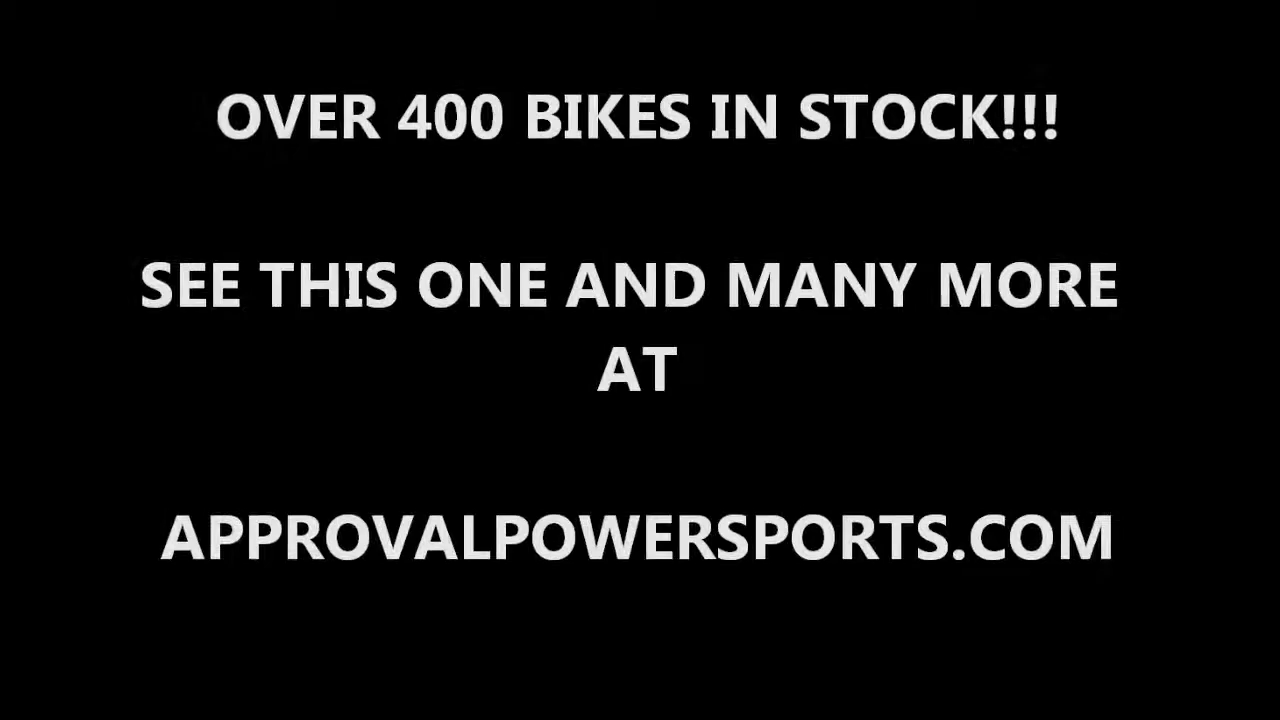 OVER 400 BIKES IN STOCK!!!
SEE THIS ONE AND MANY MORE
AT
APPROVALPOWERSPORTS.COM